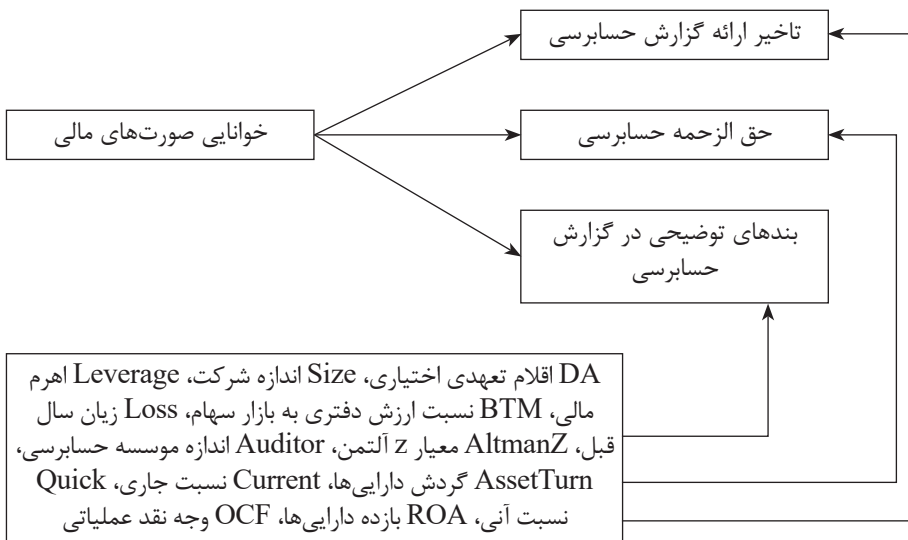 تاخیر ارائه گزارش حسابرسی
خوانایی صورت‌های مالی
حق الزحمه حسابرسی
بندهای توضیحی در گزارش
حسابرسی
DA اقلام تعهدی اختیاری، Size اندازه شرکت، Leverage اهرم
مالی، BTM نسبت ارزش دفتری به بازار سهام، Loss زیان سال
قبل، AltmanZ معیار z آلتمن، Auditor اندازه موسسه حسابرسی،
AssetTurn گردش دارایی‌ها، Current نسبت جاری، Quick
نسبت آنی، ROA بازده دارایی‌ها، OCF وجه نقد عملیاتی